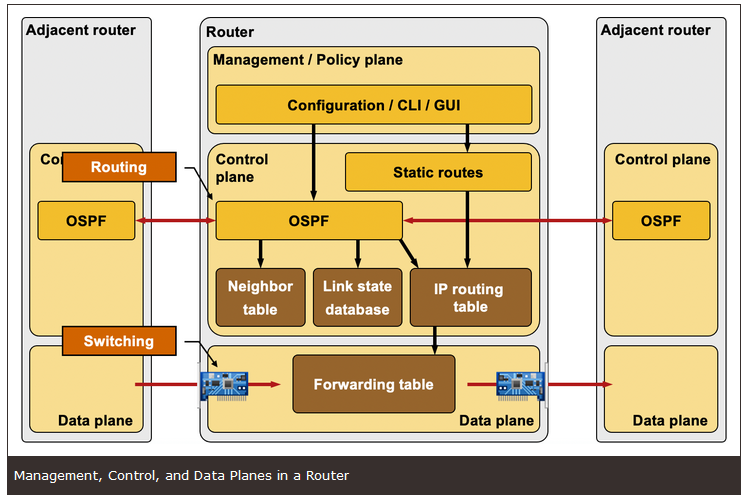 Adjacent router
Router
Adjacent router
Management / Policy plane
Configuration / CLI / GUI
Control
plane
Static routes
Control plane
Routing
OSPF
OSPF
OSPF
Neighbor
table
Link state
database
IP routing
table
Switching
Forwarding table
Data plane
Data plane
Data plane
Management, Control, and Data Planes in a Router